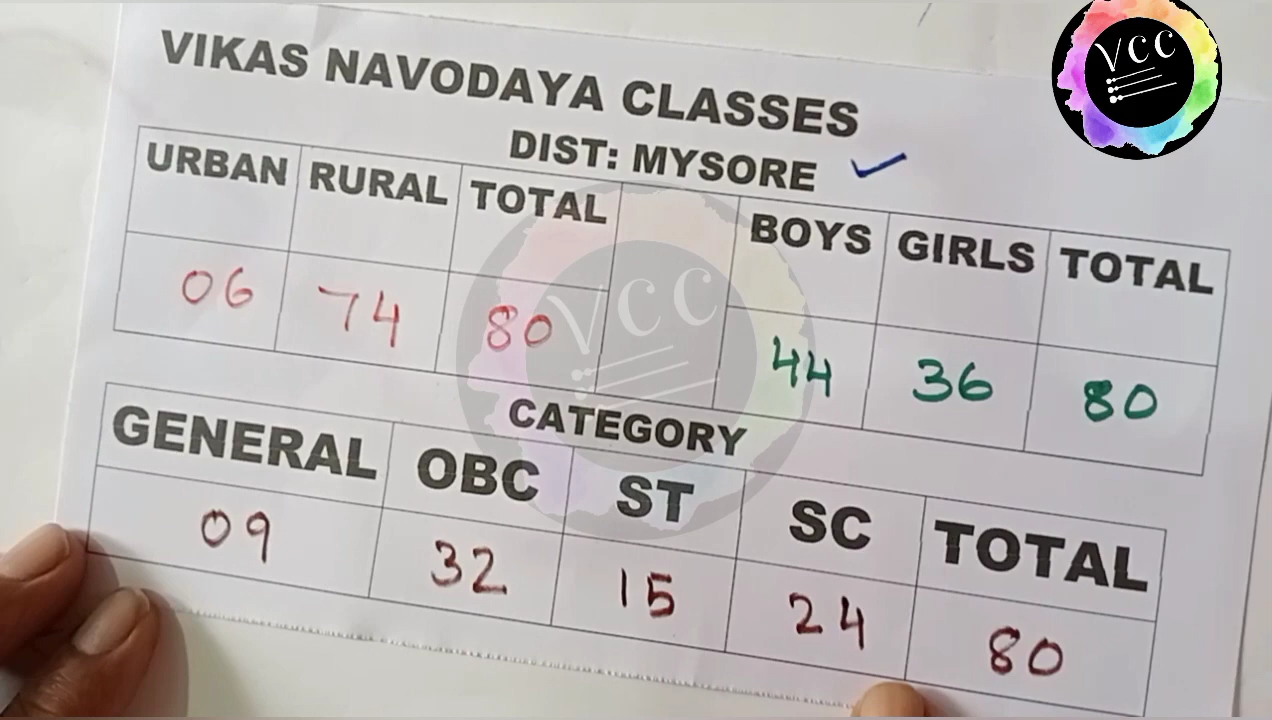 VCC
VIKAS NAVODAYA CLASSES
DIST: MYSORE
URBAN RURAL TOTAL BOYS GIRLS TOTAL
06 74 80 44 36 80
VCC
CATEGORY
GENERAL OBC ST SC TOTAL
09 32 15 24 80